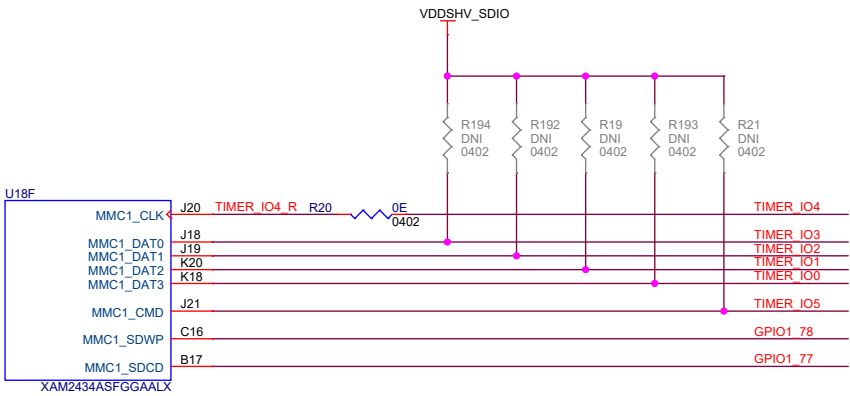 VDDSHV_SDIO
R194 R192 R19 R193 R21
DNI DNI DNI DNI DNI
0402 0402 0402 0402 0402
U18F
MMC1_CLK J20 TIMER_IO4_R R20 0E TIMER_IO4
0402
MMC1_DAT0 J18 TIMER_IO3
MMC1_DAT1 J19 TIMER_IO2
MMC1_DAT2 K20 TIMER_IO1
MMC1_DAT3 K18 TIMER_IO0
MMC1_CMD J21 TIMER_IO5
MMC1_SDWP C16 GPIO1_78
MMC1_SDCD B17 GPIO1_77
XAM2434ASFGGAALX